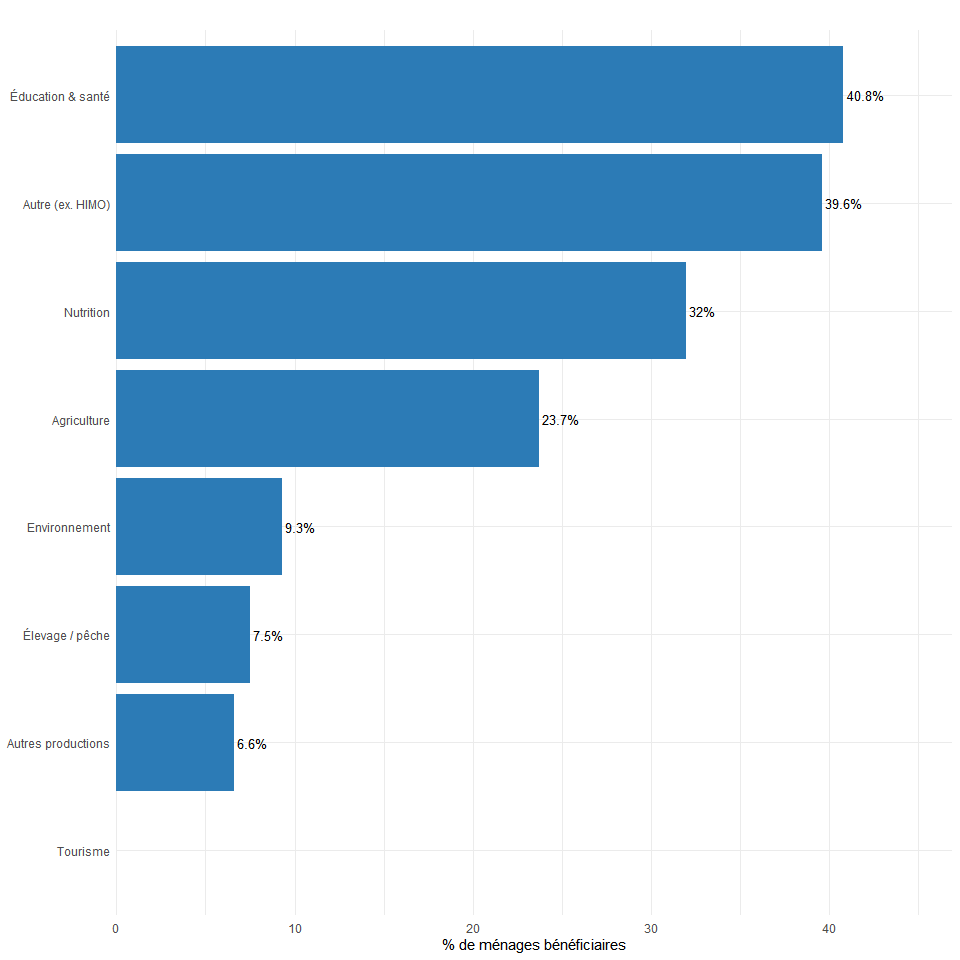 Éducation & santé
40.8%
Autre (ex. HIMO)
39.6%
Nutrition
32%
Agriculture
23.7%
Environnement
9.3%
Élevage / pêche
7.5%
Autres productions
6.6%
Tourisme
0 10 20 30 40
% de ménages bénéficiaires